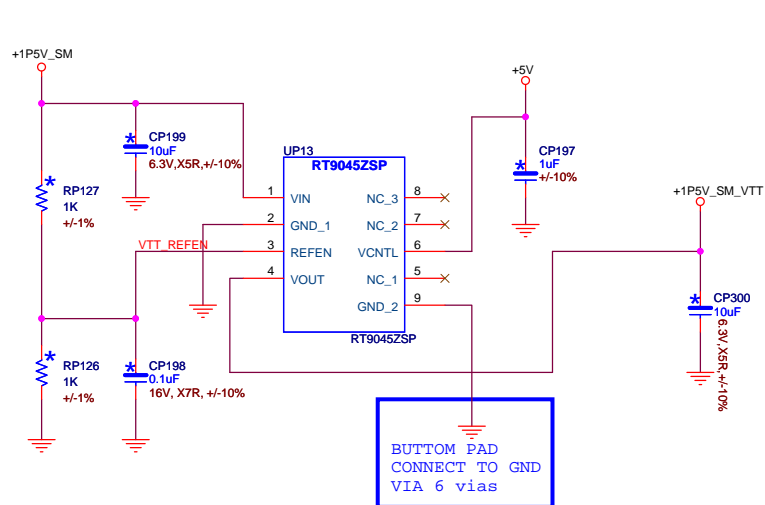 +1P5V_SM
+5V
CP199
10uF
6.3V,X5R,+/-10%
UP13
RT9045ZSP
CP197
1uF
+/-10%
RP127
1K
+/-1%
+1P5V_SM_VTT
1 VIN NC_3 8
2 GND_1 NC_2 7
VTT_REFEN
3 REFEN VCNTL 6
4 VOUT NC_1 5
GND_2 9
RT9045ZSP
CP300
10uF
6.3V,X5R,+/-10%
RP126
1K
+/-1%
CP198
0.1uF
16V, X7R, +/-10%
BUTTOM PAD
CONNECT TO GND
VIA 6 vias